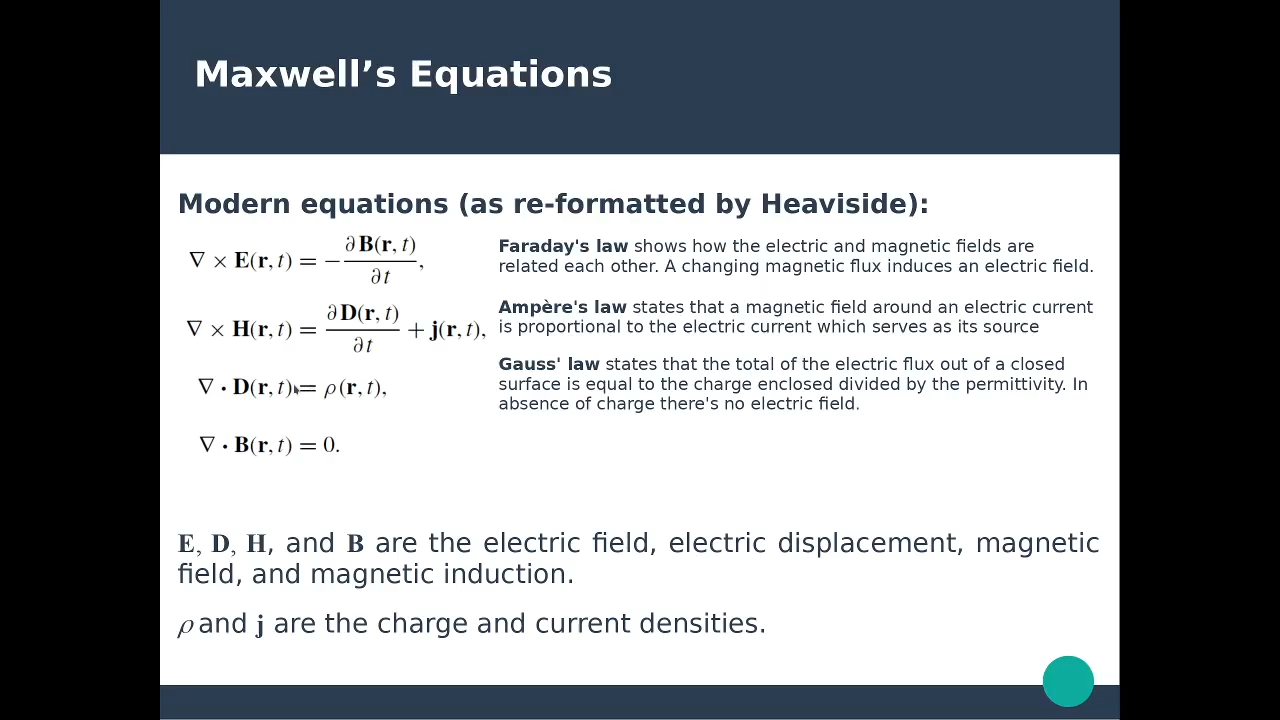 Maxwell’s Equations
Modern equations (as re-formatted by Heaviside):
∇ × E(r, t) = −∂B(r, t)/∂t,
Faraday's law shows how the electric and magnetic fields are
related each other. A changing magnetic flux induces an electric field.
∇ × H(r, t) = ∂D(r, t)/∂t + j(r, t),
Ampère's law states that a magnetic field around an electric current
is proportional to the electric current which serves as its source
∇ · D(r, t) = ρ(r, t),
Gauss' law states that the total of the electric flux out of a closed
surface is equal to the charge enclosed divided by the permittivity. In
absence of charge there's no electric field.
∇ · B(r, t) = 0.
E, D, H, and B are the electric field, electric displacement, magnetic
field, and magnetic induction.
ρ and j are the charge and current densities.